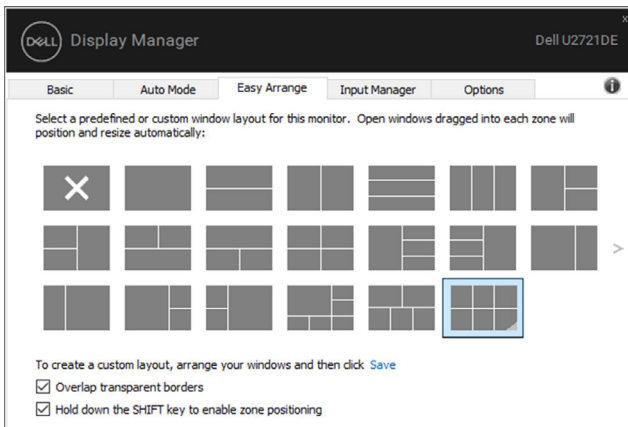 DELL Display Manager Dell U2721DE
Basic Auto Mode Easy Arrange Input Manager Options
Select a predefined or custom window layout for this monitor. Open windows dragged into each zone will
position and resize automatically:
To create a custom layout, arrange your windows and then click Save
Overlap transparent borders
Hold down the SHIFT key to enable zone positioning